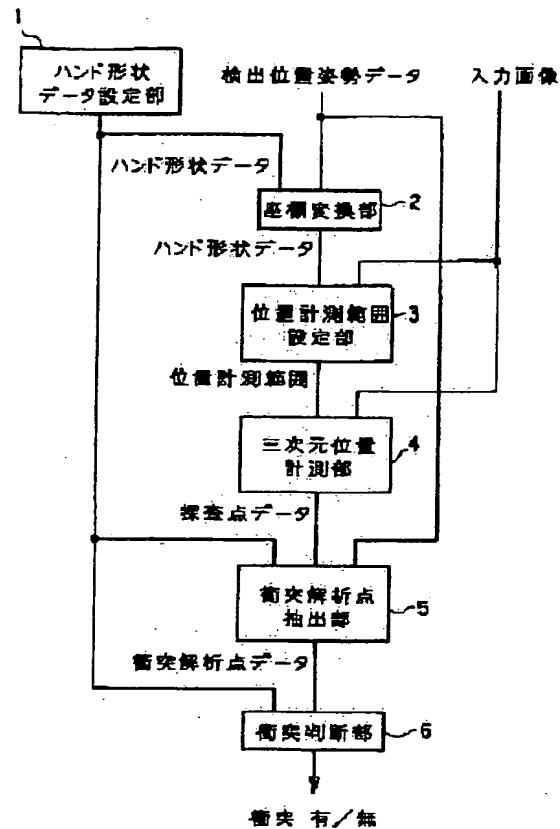 1
ハンド形状
データ設定部
検出位置姿勢データ
入力画像
ハンド形状データ
座標変換部
2
ハンド形状データ
位置計測範囲
設定部
3
位置計測範囲
三次元位置
計測部
4
探査点データ
衝突解析点
抽出部
5
衝突解析点データ
衝突判断部
6
衝突 有/無